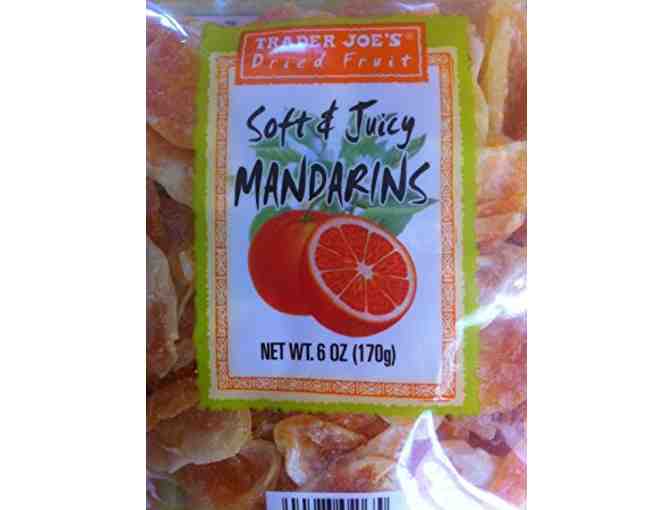 TRADER JOE'S®
Dried Fruit
Soft & Juicy
MANDARINS
NET WT. 6 OZ (170g)